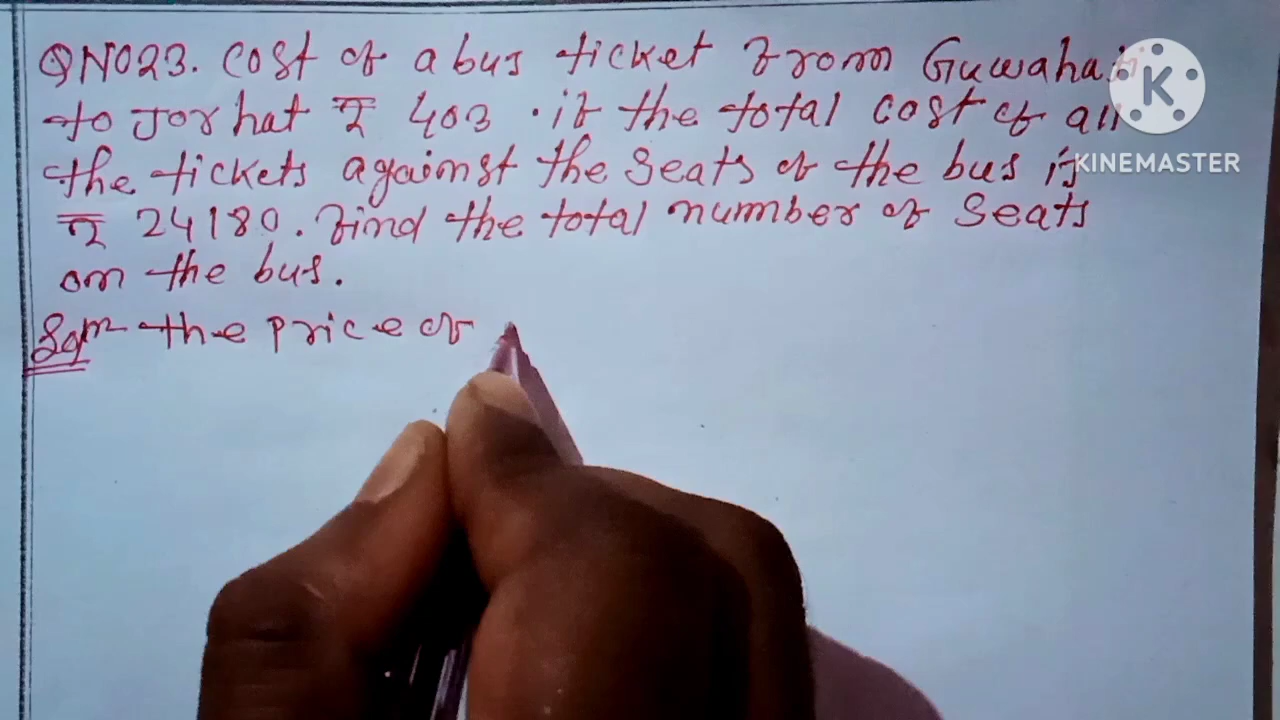 QNO23. Cost of a bus ticket from Guwahati
to Jorhat ₹ 403 . if the total cost of all
the tickets against the seats of the bus is
₹ 24180. Find the total number of seats
on the bus.
Solⁿ the price of
K
KINEMASTER